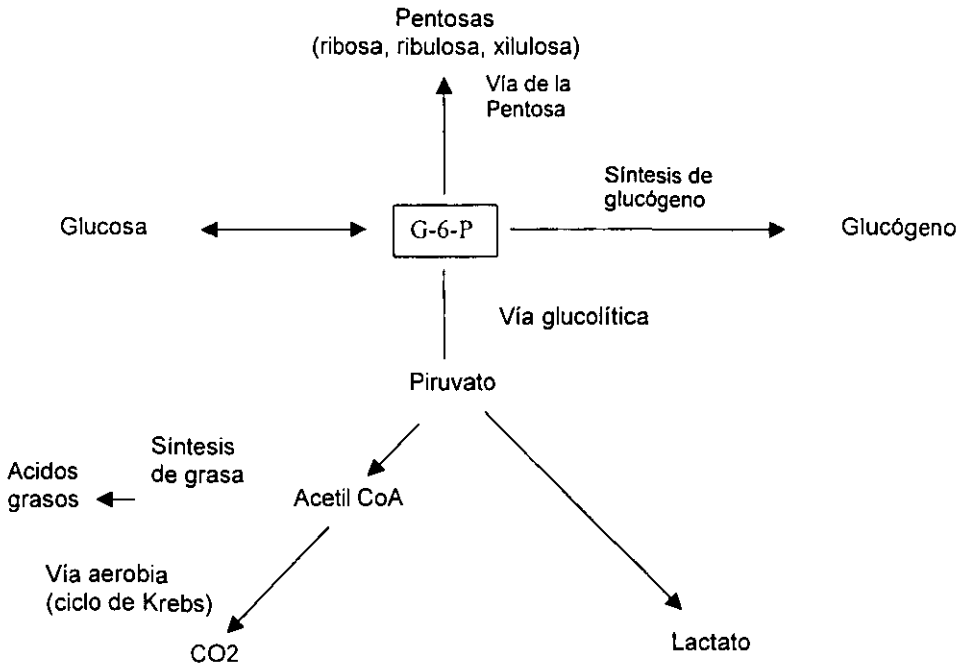 Pentosas
(ribosa, ribulosa, xilulosa)
Vía de la
Pentosa
Síntesis de
glucógeno
Glucosa
G-6-P
Glucógeno
Vía glucolítica
Piruvato
Síntesis
de grasa
Acidos
grasos
Acetil CoA
Vía aerobia
(ciclo de Krebs)
CO2
Lactato